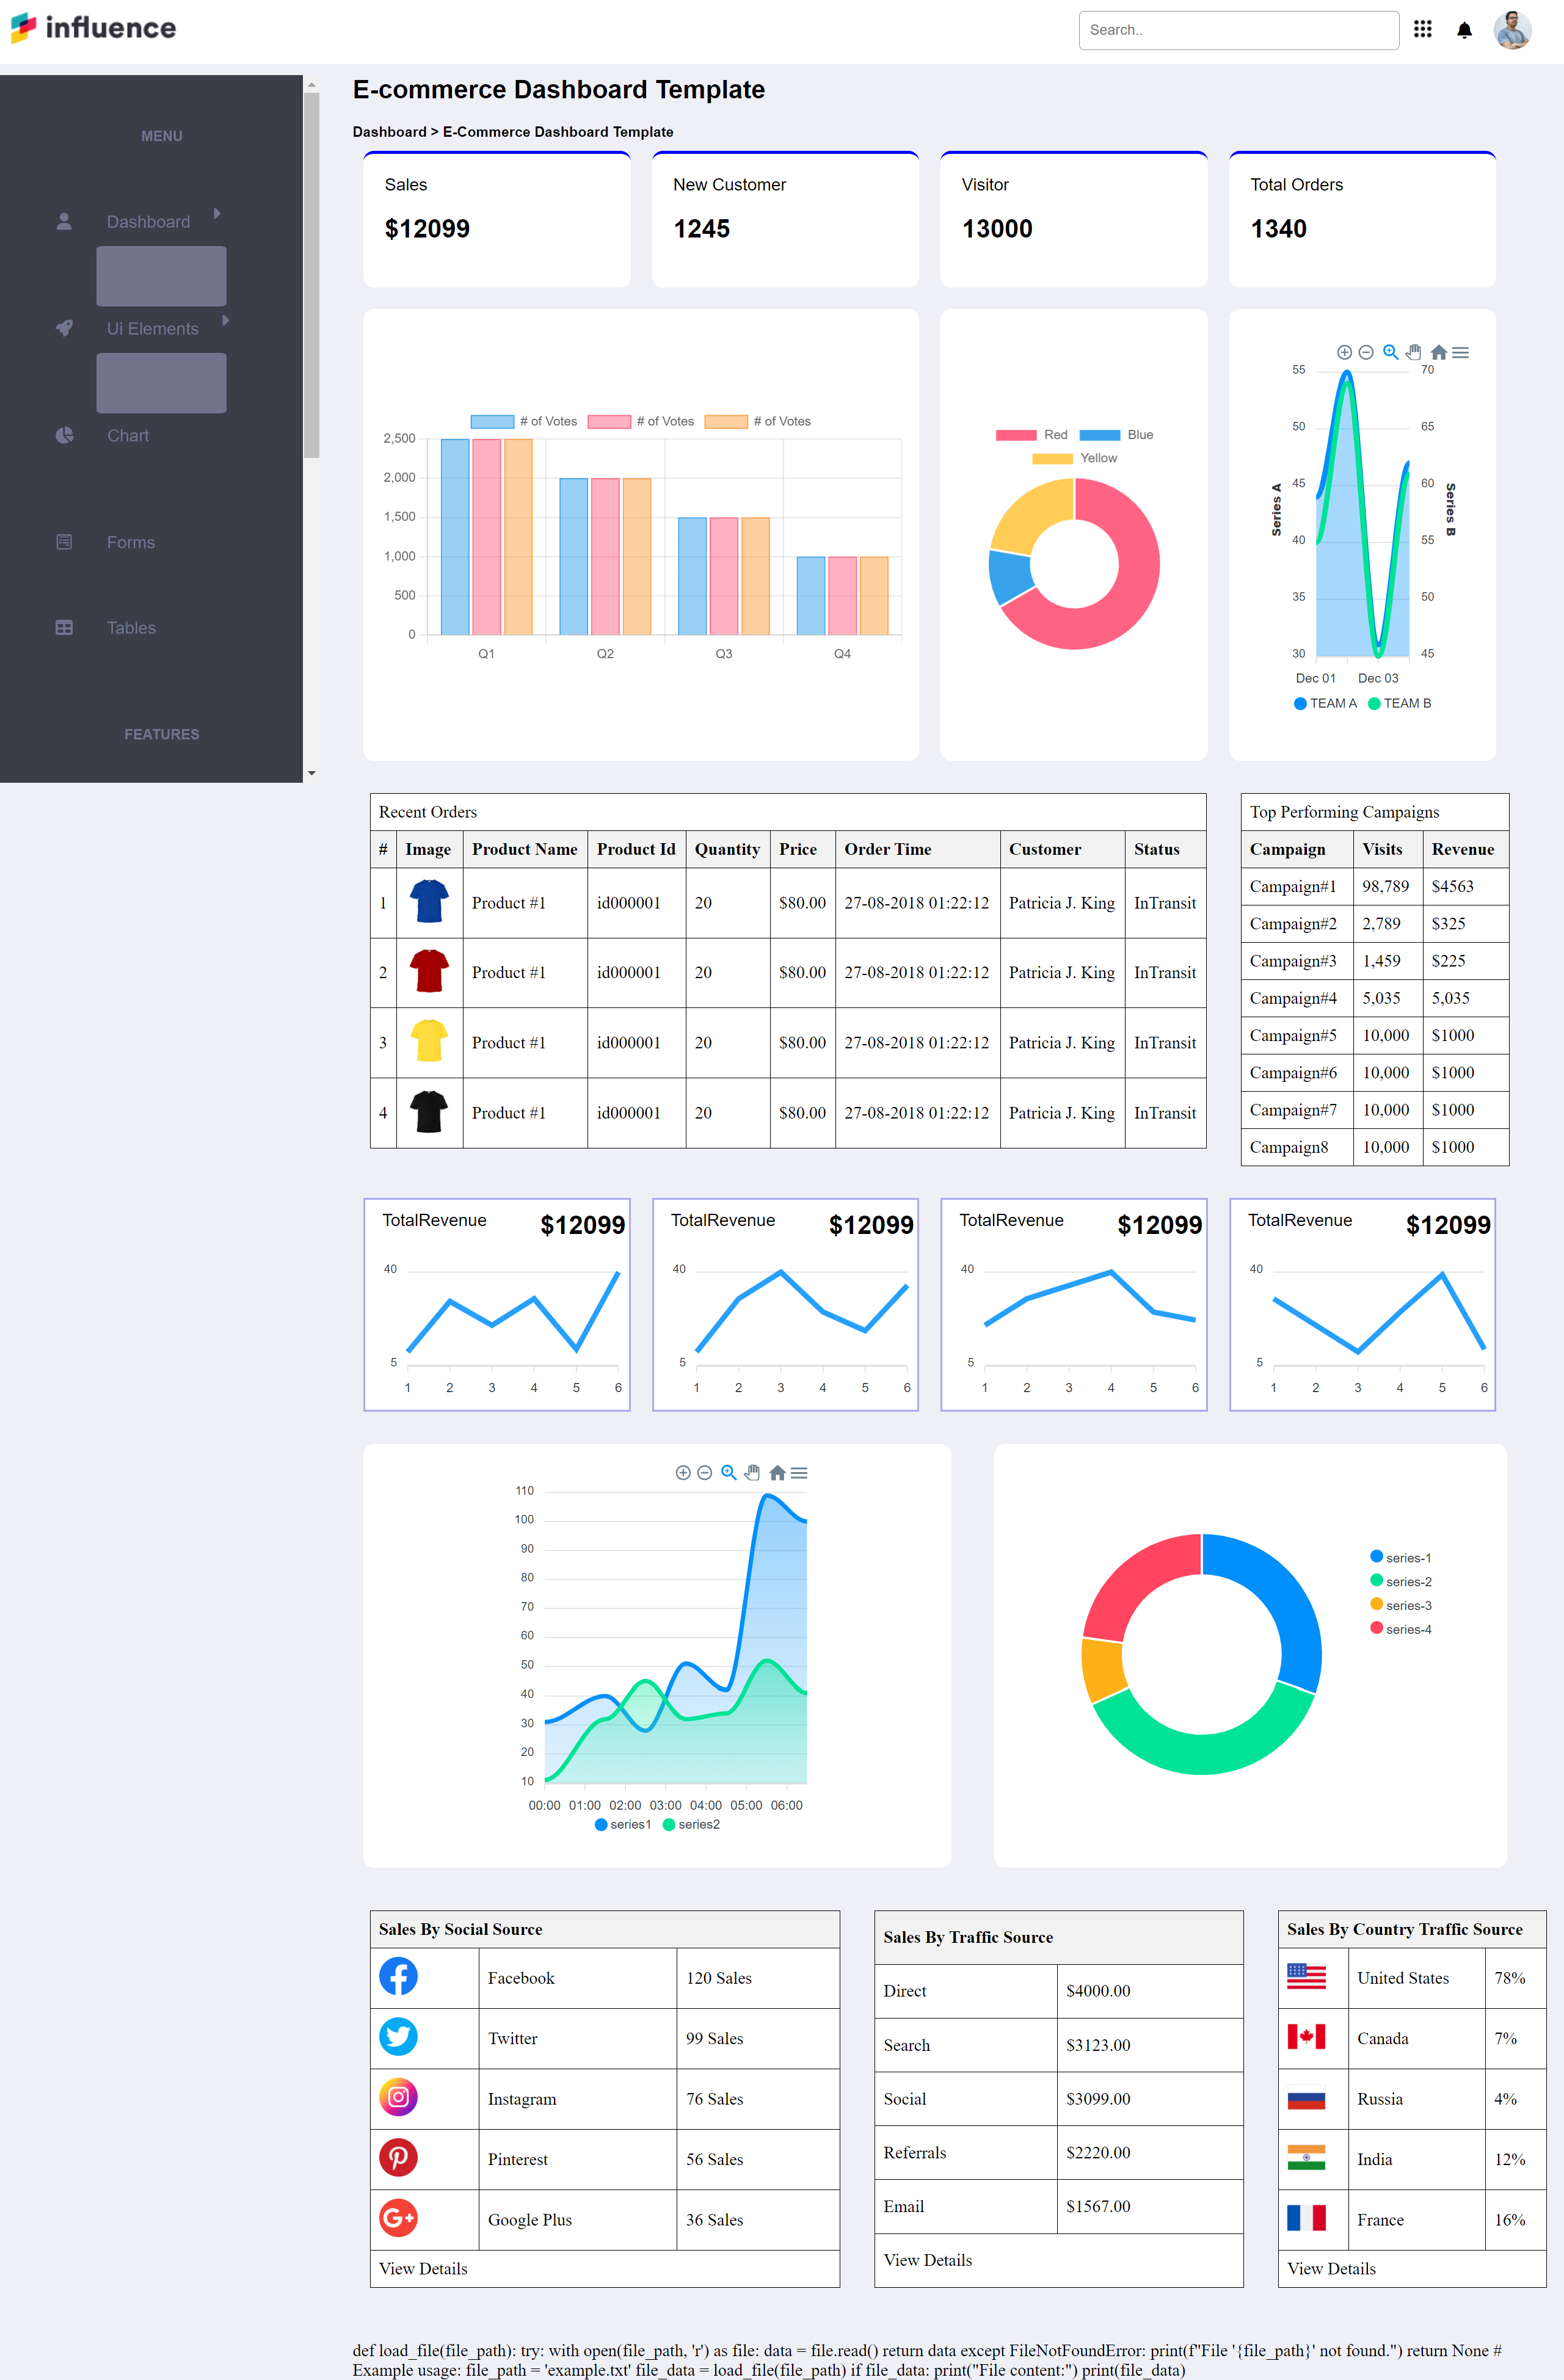 influence
Search..
MENU
Dashboard
Ui Elements
Chart
Forms
Tables
FEATURES
E-commerce Dashboard Template
Dashboard > E-Commerce Dashboard Template
Sales
$12099
New Customer
1245
Visitor
13000
Total Orders
1340
# of Votes # of Votes # of Votes
2,500
2,000
1,500
1,000
500
0
Q1 Q2 Q3 Q4
Red Blue
Yellow
55 70
50 65
45 60
40 55
35 50
30 45
Series A
Series B
Dec 01 Dec 03
TEAM A TEAM B
Recent Orders
# Image Product Name Product Id Quantity Price Order Time Customer Status
1 Product #1 id000001 20 $80.00 27-08-2018 01:22:12 Patricia J. King InTransit
2 Product #1 id000001 20 $80.00 27-08-2018 01:22:12 Patricia J. King InTransit
3 Product #1 id000001 20 $80.00 27-08-2018 01:22:12 Patricia J. King InTransit
4 Product #1 id000001 20 $80.00 27-08-2018 01:22:12 Patricia J. King InTransit
Top Performing Campaigns
Campaign Visits Revenue
Campaign#1 98,789 $4563
Campaign#2 2,789 $325
Campaign#3 1,459 $225
Campaign#4 5,035 5,035
Campaign#5 10,000 $1000
Campaign#6 10,000 $1000
Campaign#7 10,000 $1000
Campaign8 10,000 $1000
TotalRevenue $12099
40
5
1 2 3 4 5 6
TotalRevenue $12099
40
5
1 2 3 4 5 6
TotalRevenue $12099
40
5
1 2 3 4 5 6
TotalRevenue $12099
40
5
1 2 3 4 5 6
110
100
90
80
70
60
50
40
30
20
10
00:00 01:00 02:00 03:00 04:00 05:00 06:00
series1 series2
series-1
series-2
series-3
series-4
Sales By Social Source
Facebook 120 Sales
Twitter 99 Sales
Instagram 76 Sales
Pinterest 56 Sales
G+ Google Plus 36 Sales
View Details
Sales By Traffic Source
Direct $4000.00
Search $3123.00
Social $3099.00
Referrals $2220.00
Email $1567.00
View Details
Sales By Country Traffic Source
United States 78%
Canada 7%
Russia 4%
India 12%
France 16%
View Details
def load_file(file_path): try: with open(file_path, 'r') as file: data = file.read() return data except FileNotFoundError: print(f"File '{file_path}' not found.") return None #
Example usage: file_path = 'example.txt' file_data = load_file(file_path) if file_data: print("File content:") print(file_data)